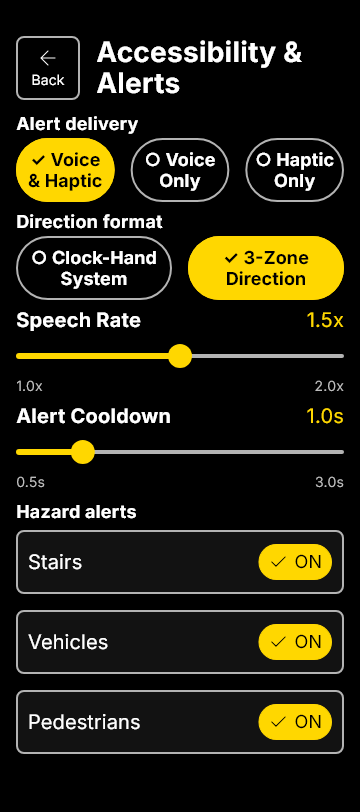 Back
Accessibility &
Alerts
Alert delivery
✓ Voice
& Haptic
Voice
Only
Haptic
Only
Direction format
Clock-Hand
System
✓ 3-Zone
Direction
Speech Rate
1.5x
1.0x
2.0x
Alert Cooldown
1.0s
0.5s
3.0s
Hazard alerts
Stairs
✓ ON
Vehicles
✓ ON
Pedestrians
✓ ON